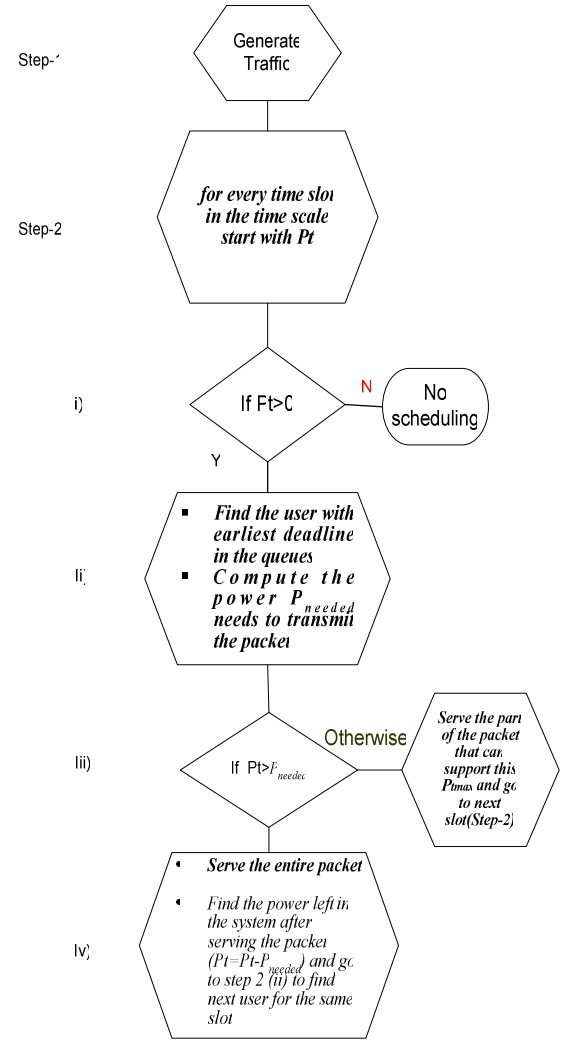 Generate
Traffic
Step-1
for every time slot
in the time scale
start with Pt
Step-2
i)
If Pt>0
N
No
scheduling
Y
Ii)
▪ Find the user with
earliest deadline
in the queues
▪ Compute the
power P needed
needs to transmit
the packet
Iii)
If Pt>Pneeded
Otherwise
Serve the part
of the packet
that can
support this
Ptmax and go
to next
slot(Step-2)
Iv)
• Serve the entire packet
• Find the power left in
the system after
serving the packet
(Pt=Pt-Pneeded) and go
to step 2 (ii) to find
next user for the same
slot